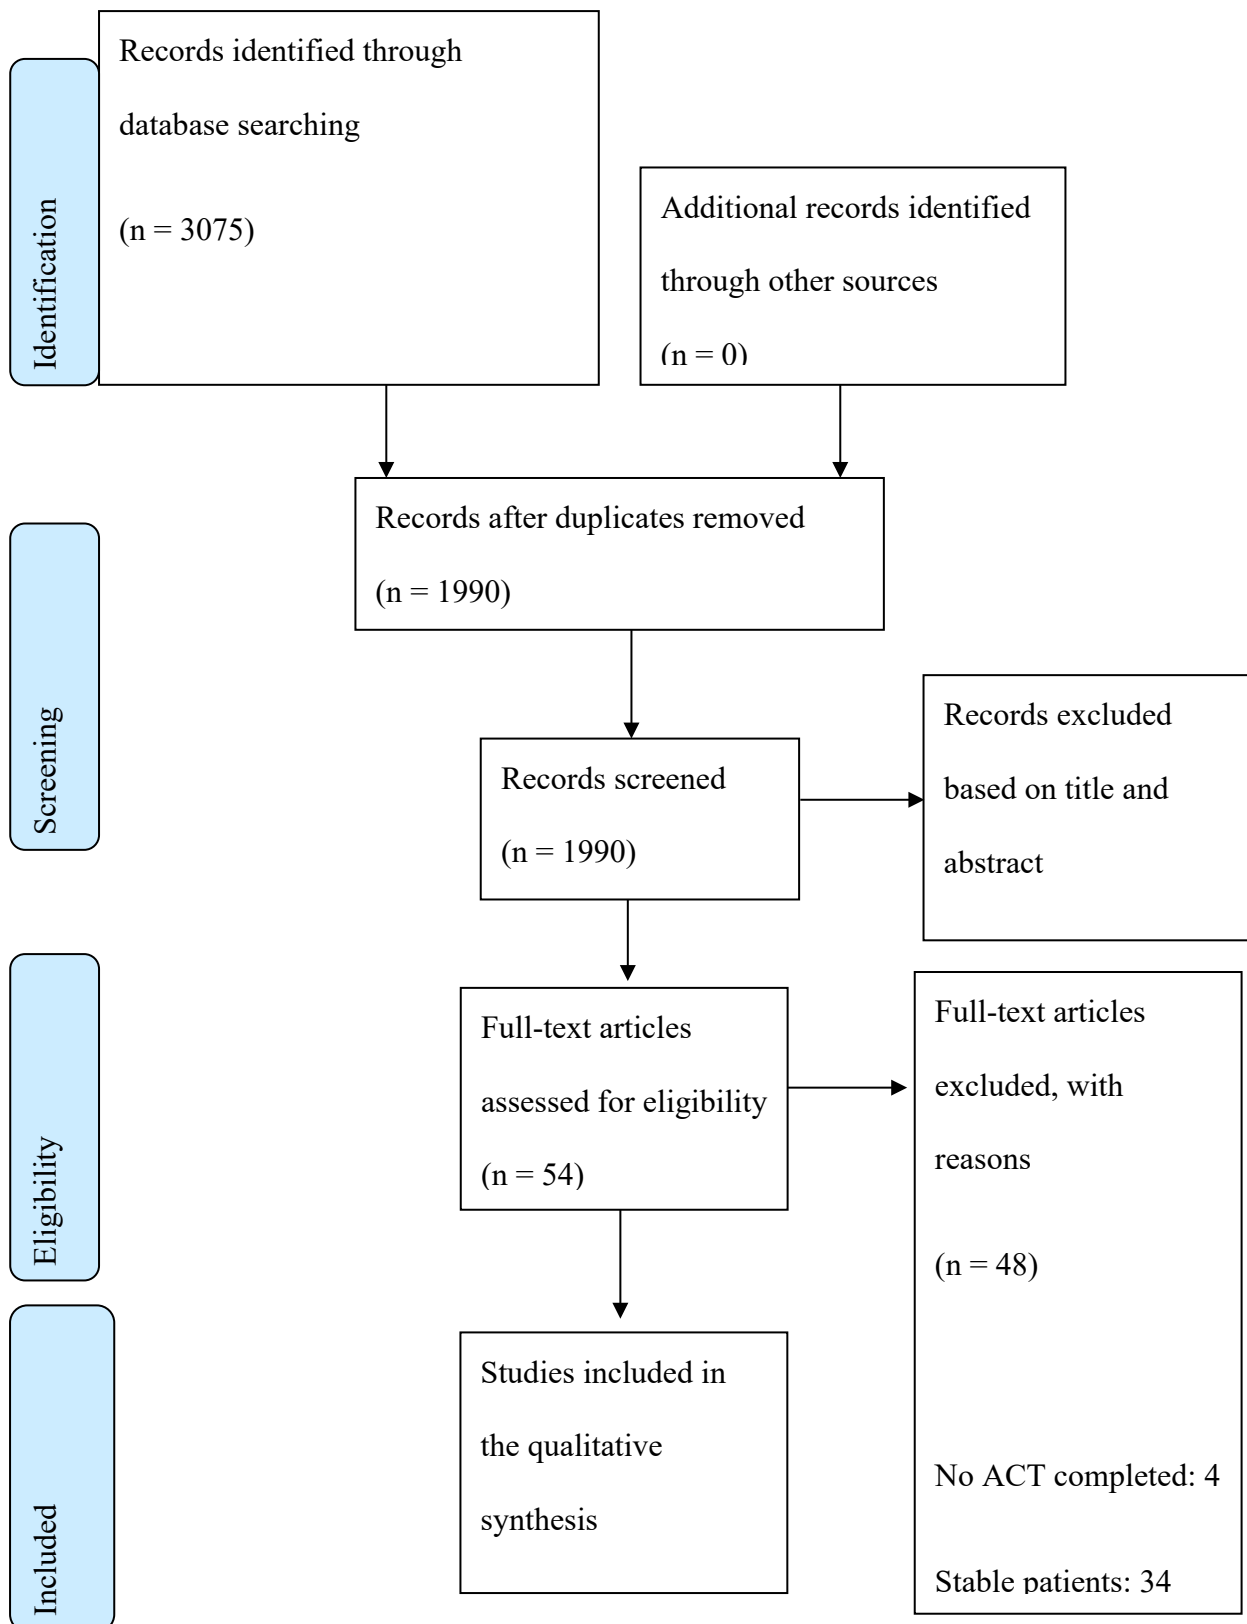 Records identified through
database searching
(n = 3075)
Additional records identified
through other sources
(n = 0)
Identification
Records after duplicates removed
(n = 1990)
Screening
Records screened
(n = 1990)
Records excluded
based on title and
abstract
Eligibility
Full-text articles
assessed for eligibility
(n = 54)
Full-text articles
excluded, with
reasons
(n = 48)
No ACT completed: 4
Stable patients: 34
Included
Studies included in
the qualitative
synthesis